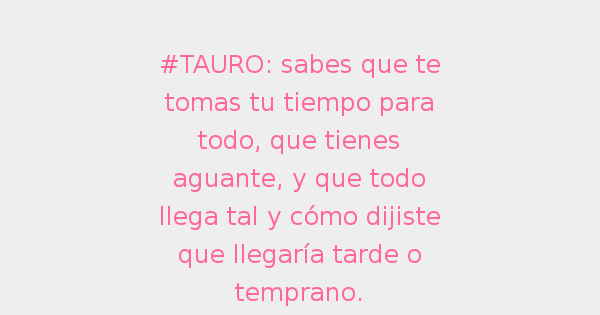 #TAURO: sabes que te
tomas tu tiempo para
todo, que tienes
aguante, y que todo
llega tal y cómo dijiste
que llegaría tarde o
temprano.